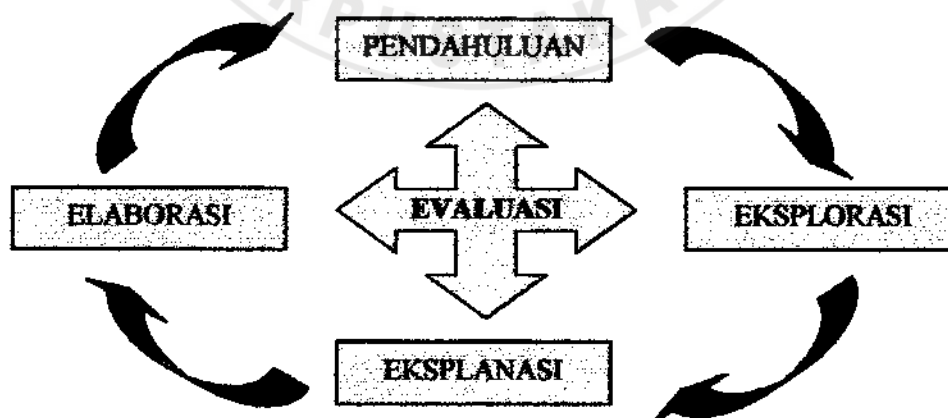 PENDAHULUAN
ELABORASI
EVALUASI
EKSPLORASI
EKSPLANASI